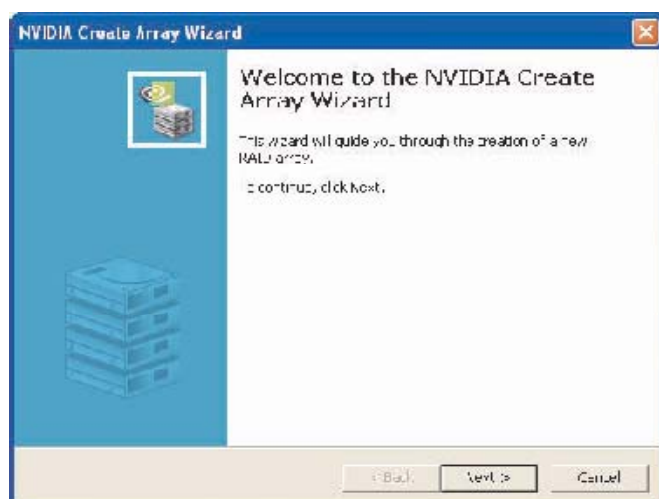 NVIDIA Create Array Wizard
Welcome to the NVIDIA Create
Array Wizard
This wizard will guide you through the creation of a new
RAID array.
To continue, click Next.
< Back
Next >
Cancel